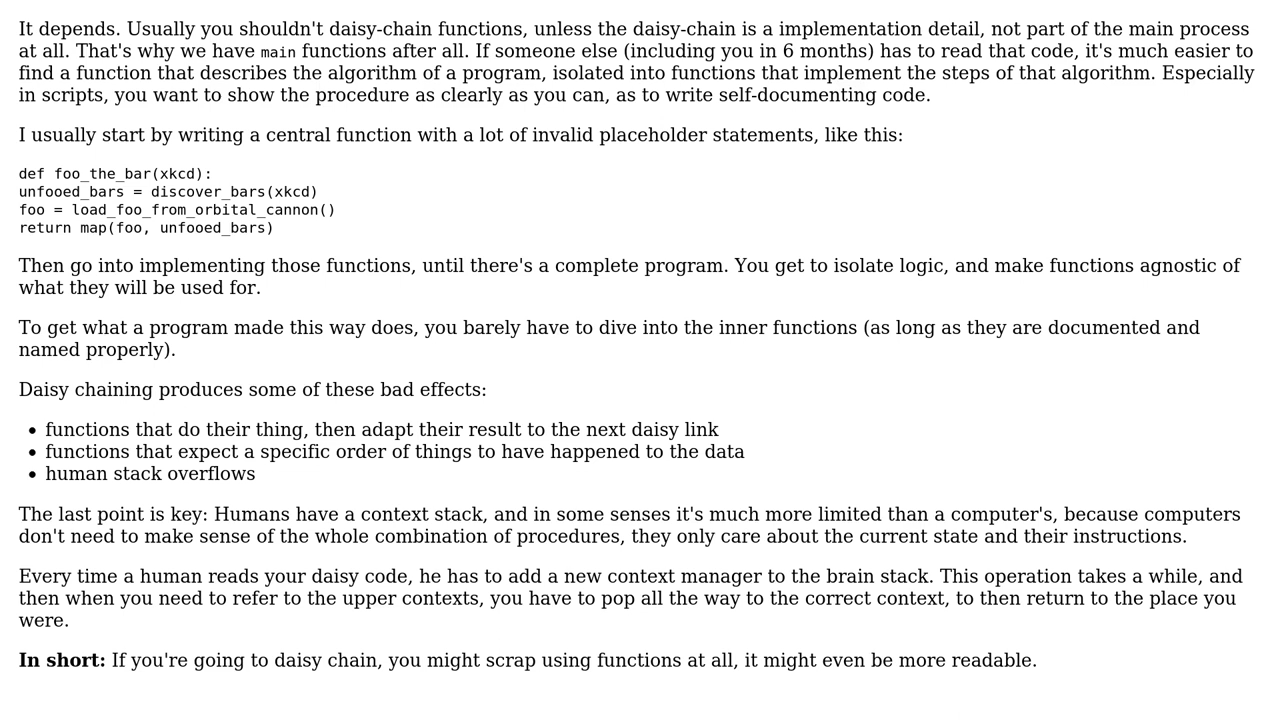 It depends. Usually you shouldn't daisy-chain functions, unless the daisy-chain is a implementation detail, not part of the main process
at all. That's why we have main functions after all. If someone else (including you in 6 months) has to read that code, it's much easier to
find a function that describes the algorithm of a program, isolated into functions that implement the steps of that algorithm. Especially
in scripts, you want to show the procedure as clearly as you can, as to write self-documenting code.
I usually start by writing a central function with a lot of invalid placeholder statements, like this:
def foo_the_bar(xkcd):
unfooed_bars = discover_bars(xkcd)
foo = load_foo_from_orbital_cannon()
return map(foo, unfooed_bars)
Then go into implementing those functions, until there's a complete program. You get to isolate logic, and make functions agnostic of
what they will be used for.
To get what a program made this way does, you barely have to dive into the inner functions (as long as they are documented and
named properly).
Daisy chaining produces some of these bad effects:
• functions that do their thing, then adapt their result to the next daisy link
• functions that expect a specific order of things to have happened to the data
• human stack overflows
The last point is key: Humans have a context stack, and in some senses it's much more limited than a computer's, because computers
don't need to make sense of the whole combination of procedures, they only care about the current state and their instructions.
Every time a human reads your daisy code, he has to add a new context manager to the brain stack. This operation takes a while, and
then when you need to refer to the upper contexts, you have to pop all the way to the correct context, to then return to the place you
were.
In short: If you're going to daisy chain, you might scrap using functions at all, it might even be more readable.